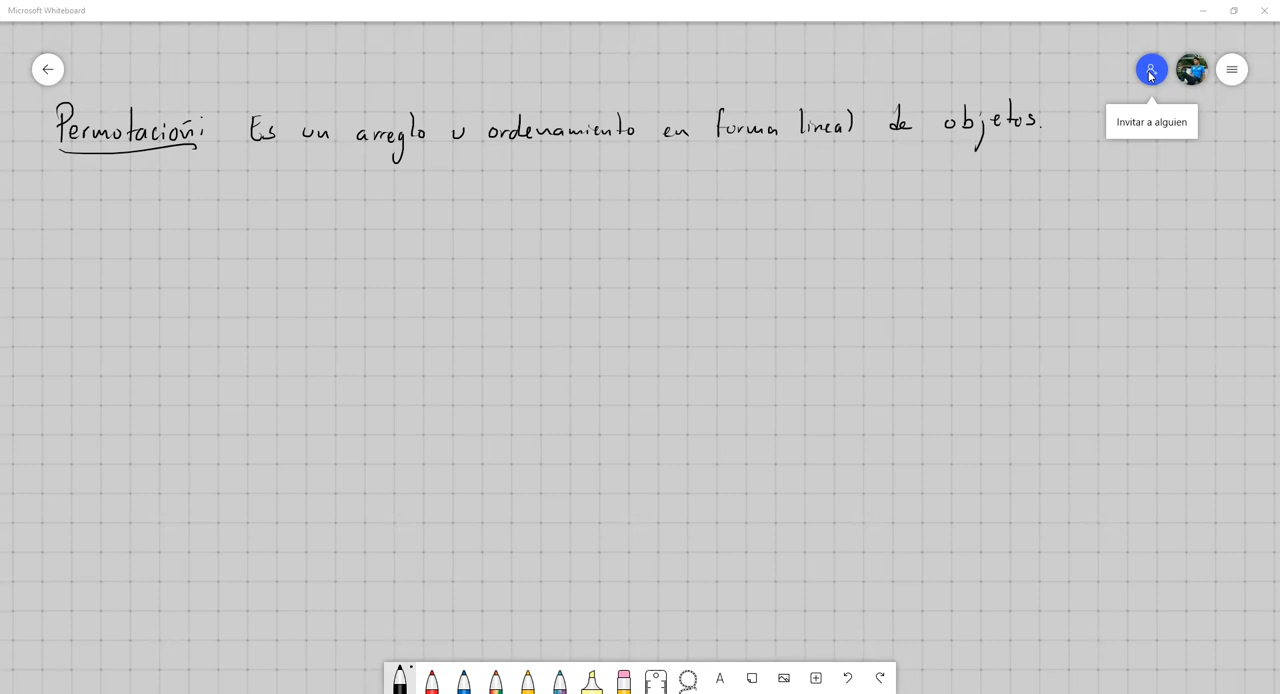 Microsoft Whiteboard
Permutación: Es un arreglo u ordenamiento en forma lineal de objetos.
Invitar a alguien